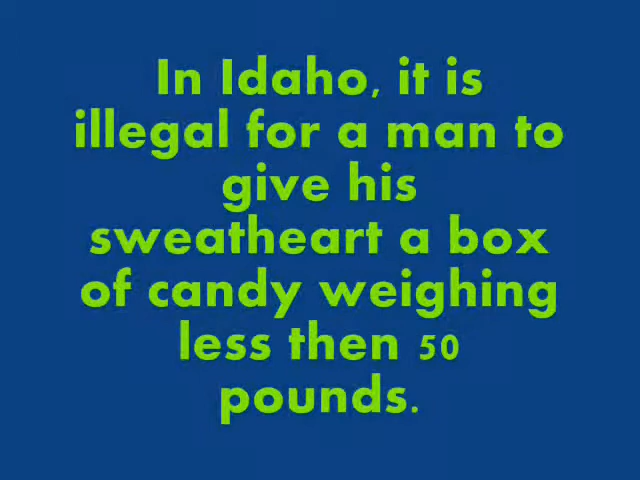 In Idaho, it is
illegal for a man to
give his
sweatheart a box
of candy weighing
less then 50
pounds.